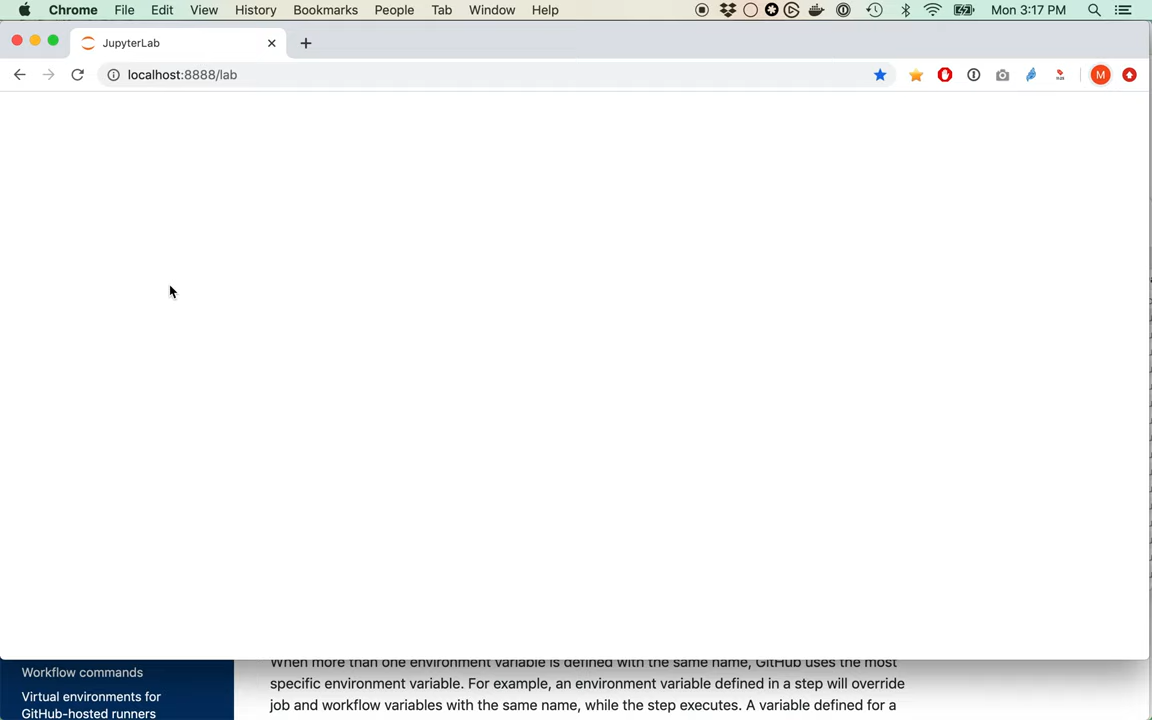 Chrome File Edit View History Bookmarks People Tab Window Help Mon 3:17 PM
JupyterLab
localhost:8888/lab
M
Workflow commands
Virtual environments for
GitHub-hosted runners
When more than one environment variable is defined with the same name, GitHub uses the most
specific environment variable. For example, an environment variable defined in a step will override
job and workflow variables with the same name, while the step executes. A variable defined for a